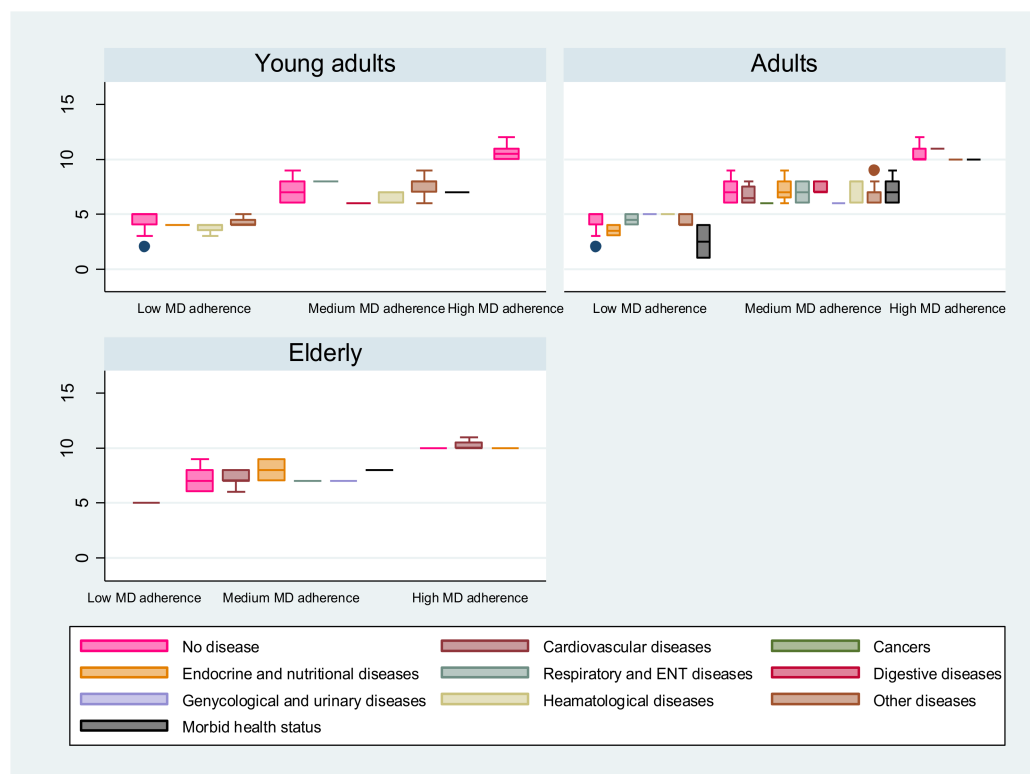 Young adults
Adults
15
10
5
0
Low MD adherence
Medium MD adherence
High MD adherence
Low MD adherence
Medium MD adherence
High MD adherence
Elderly
15
10
5
0
Low MD adherence
Medium MD adherence
High MD adherence
No disease
Cardiovascular diseases
Cancers
Endocrine and nutritional diseases
Respiratory and ENT diseases
Digestive diseases
Genycological and urinary diseases
Heamatological diseases
Other diseases
Morbid health status